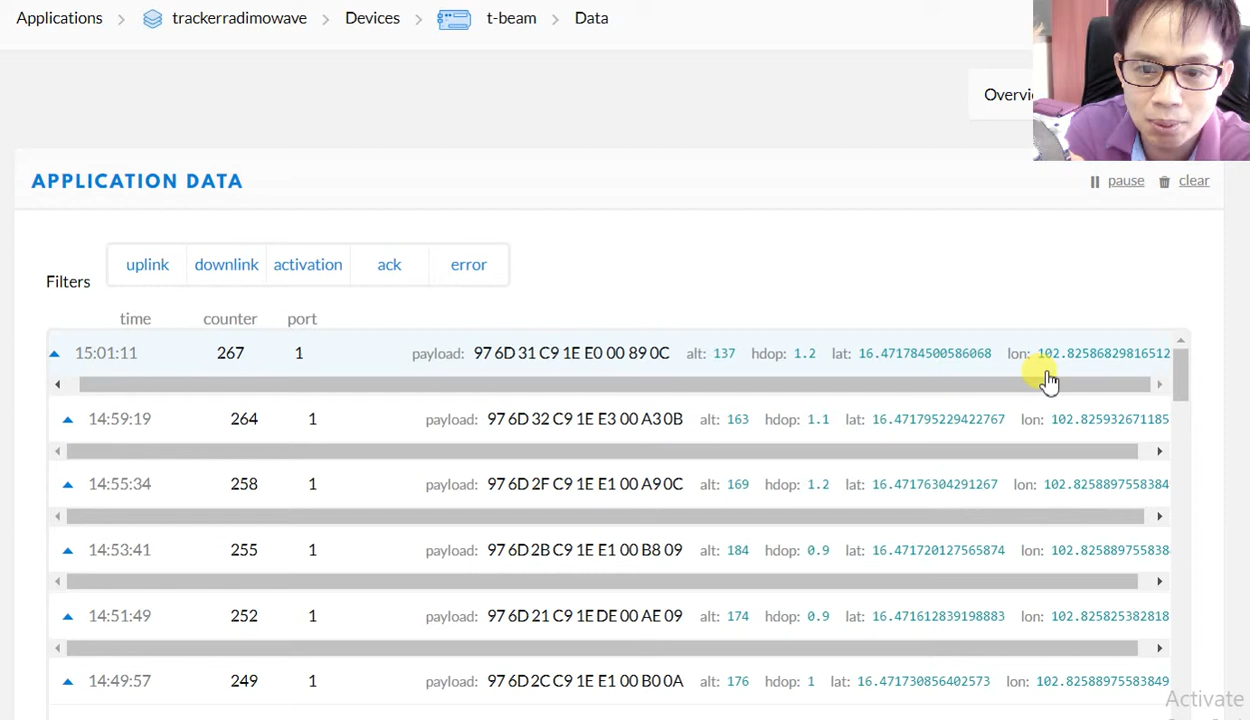 Applications > trackerradimowave > Devices > t-beam > Data
APPLICATION DATA
pause clear
uplink downlink activation ack error
Filters
time counter port
15:01:11 267 1 payload: 97 6D 31 C9 1E E0 00 89 0C alt: 137 hdop: 1.2 lat: 16.471784500586068 lon: 102.82586829816512
14:59:19 264 1 payload: 97 6D 32 C9 1E E3 00 A3 0B alt: 163 hdop: 1.1 lat: 16.471795229422767 lon: 102.825932671185
14:55:34 258 1 payload: 97 6D 2F C9 1E E1 00 A9 0C alt: 169 hdop: 1.2 lat: 16.47176304291267 lon: 102.8258897558384
14:53:41 255 1 payload: 97 6D 2B C9 1E E1 00 B8 09 alt: 184 hdop: 0.9 lat: 16.471720127565874 lon: 102.825889755838
14:51:49 252 1 payload: 97 6D 21 C9 1E DE 00 AE 09 alt: 174 hdop: 0.9 lat: 16.471612839198883 lon: 102.825825382818
14:49:57 249 1 payload: 97 6D 2C C9 1E E1 00 B0 0A alt: 176 hdop: 1 lat: 16.471730856402573 lon: 102.82588975583849
Activate